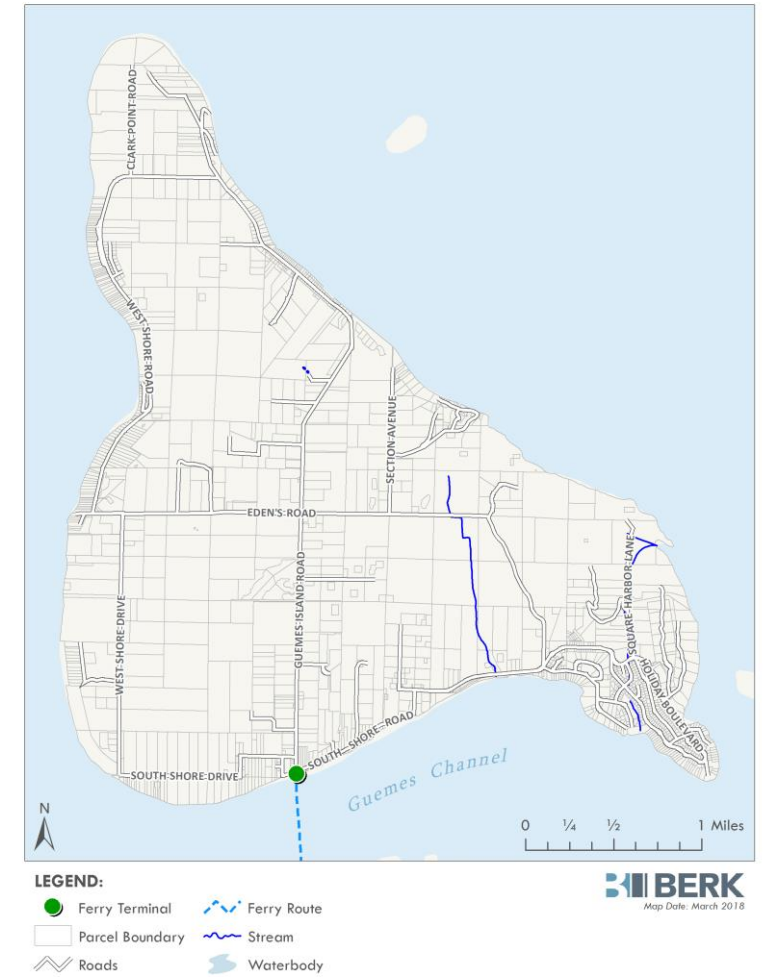 CLARK POINT ROAD
WEST SHORE ROAD
SECTION AVENUE
EDEN'S ROAD
GUEMES ISLAND ROAD
SQUARE HARBOR LANE
WEST SHORE DRIVE
HOLIDAY BOULEVARD
SOUTH SHORE ROAD
SOUTH SHORE DRIVE
Guemes Channel
N
0 ¼ ½ 1 Miles
LEGEND:
Ferry Terminal Ferry Route
Parcel Boundary Stream
Roads Waterbody
BERK
Map Date: March 2018